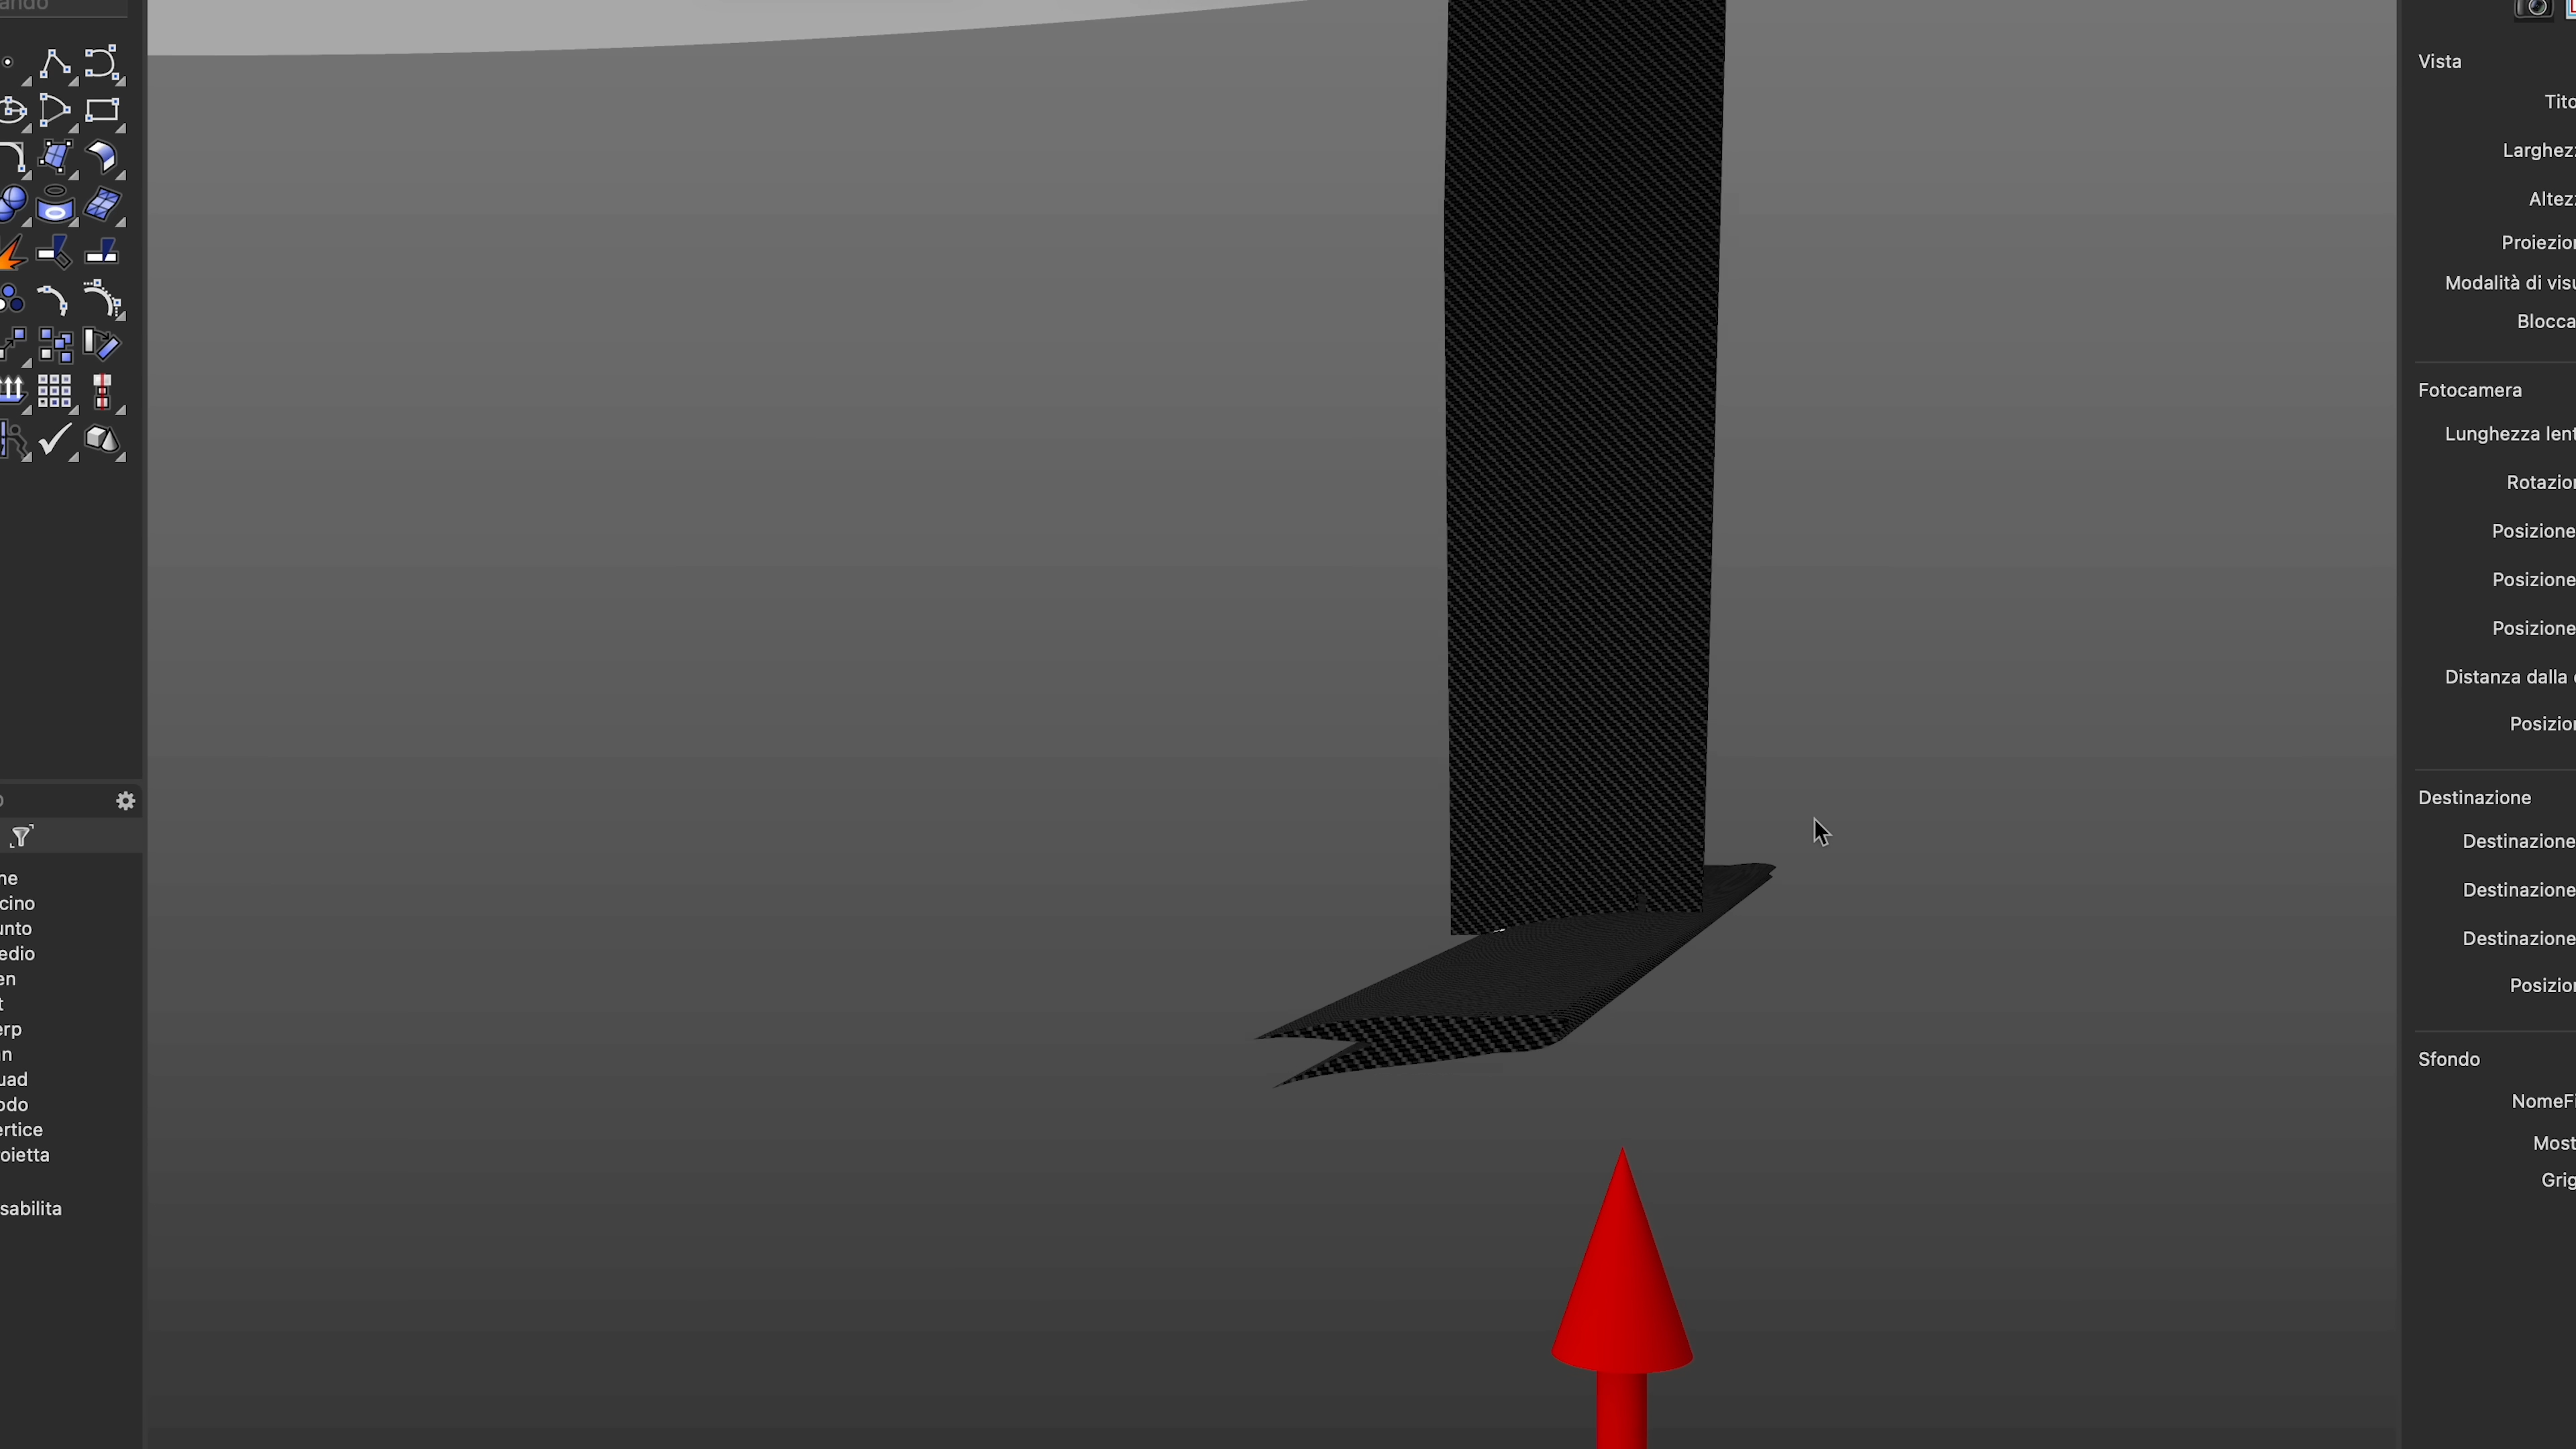 ando
ne
cino
unto
edio
en
t
erp
an
uad
odo
ertice
oietta
sabilita
Vista
Tito
Larghez
Altez
Proiezio
Modalità di visu
Blocca
Fotocamera
Lunghezza lent
Rotazio
Posizione
Posizione
Posizione
Distanza dalla
Posizio
Destinazione
Destinazione
Destinazione
Destinazione
Posizio
Sfondo
NomeFi
Most
Grig